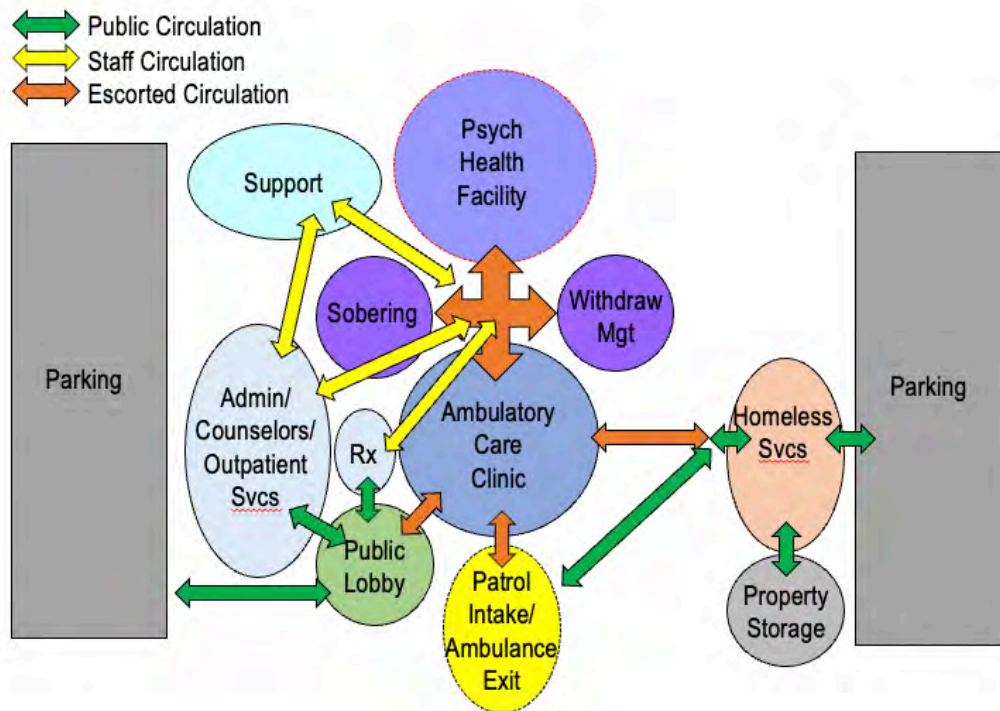 Public Circulation
Staff Circulation
Escorted Circulation
Psych
Health
Facility
Support
Sobering
Withdraw
Mgt
Parking
Admin/
Counselors/
Outpatient
Svcs
Rx
Ambulatory
Care
Clinic
Homeless
Svcs
Parking
Public
Lobby
Patrol
Intake/
Ambulance
Exit
Property
Storage